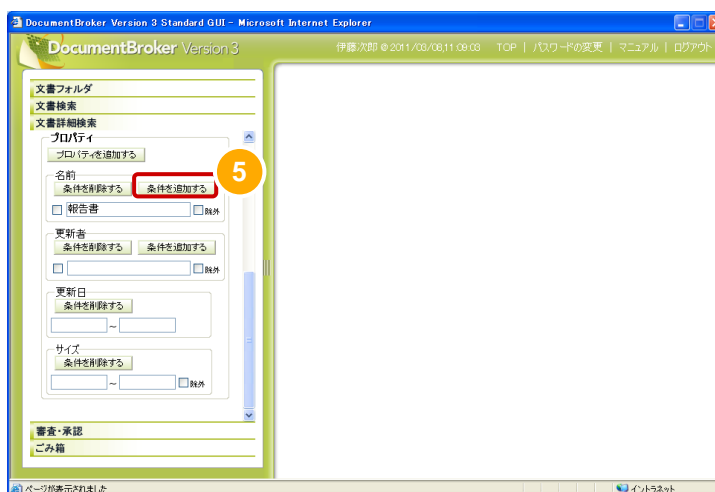 DocumentBroker Version 3 Standard GUI - Microsoft Internet Explorer
DocumentBroker Version 3
伊藤次郎@2011/03/08,11:09:03 TOP | パスワードの変更 | マニュアル | ログアウト
文書フォルダ
文書検索
文書詳細検索
プロパティ
プロパティを追加する
5
名前
条件を削除する 条件を追加する
報告書 除外
更新者
条件を削除する 条件を追加する
除外
更新日
条件を削除する
~
サイズ
条件を削除する
~ 除外
審査・承認
ごみ箱
ページが表示されました イントラネット